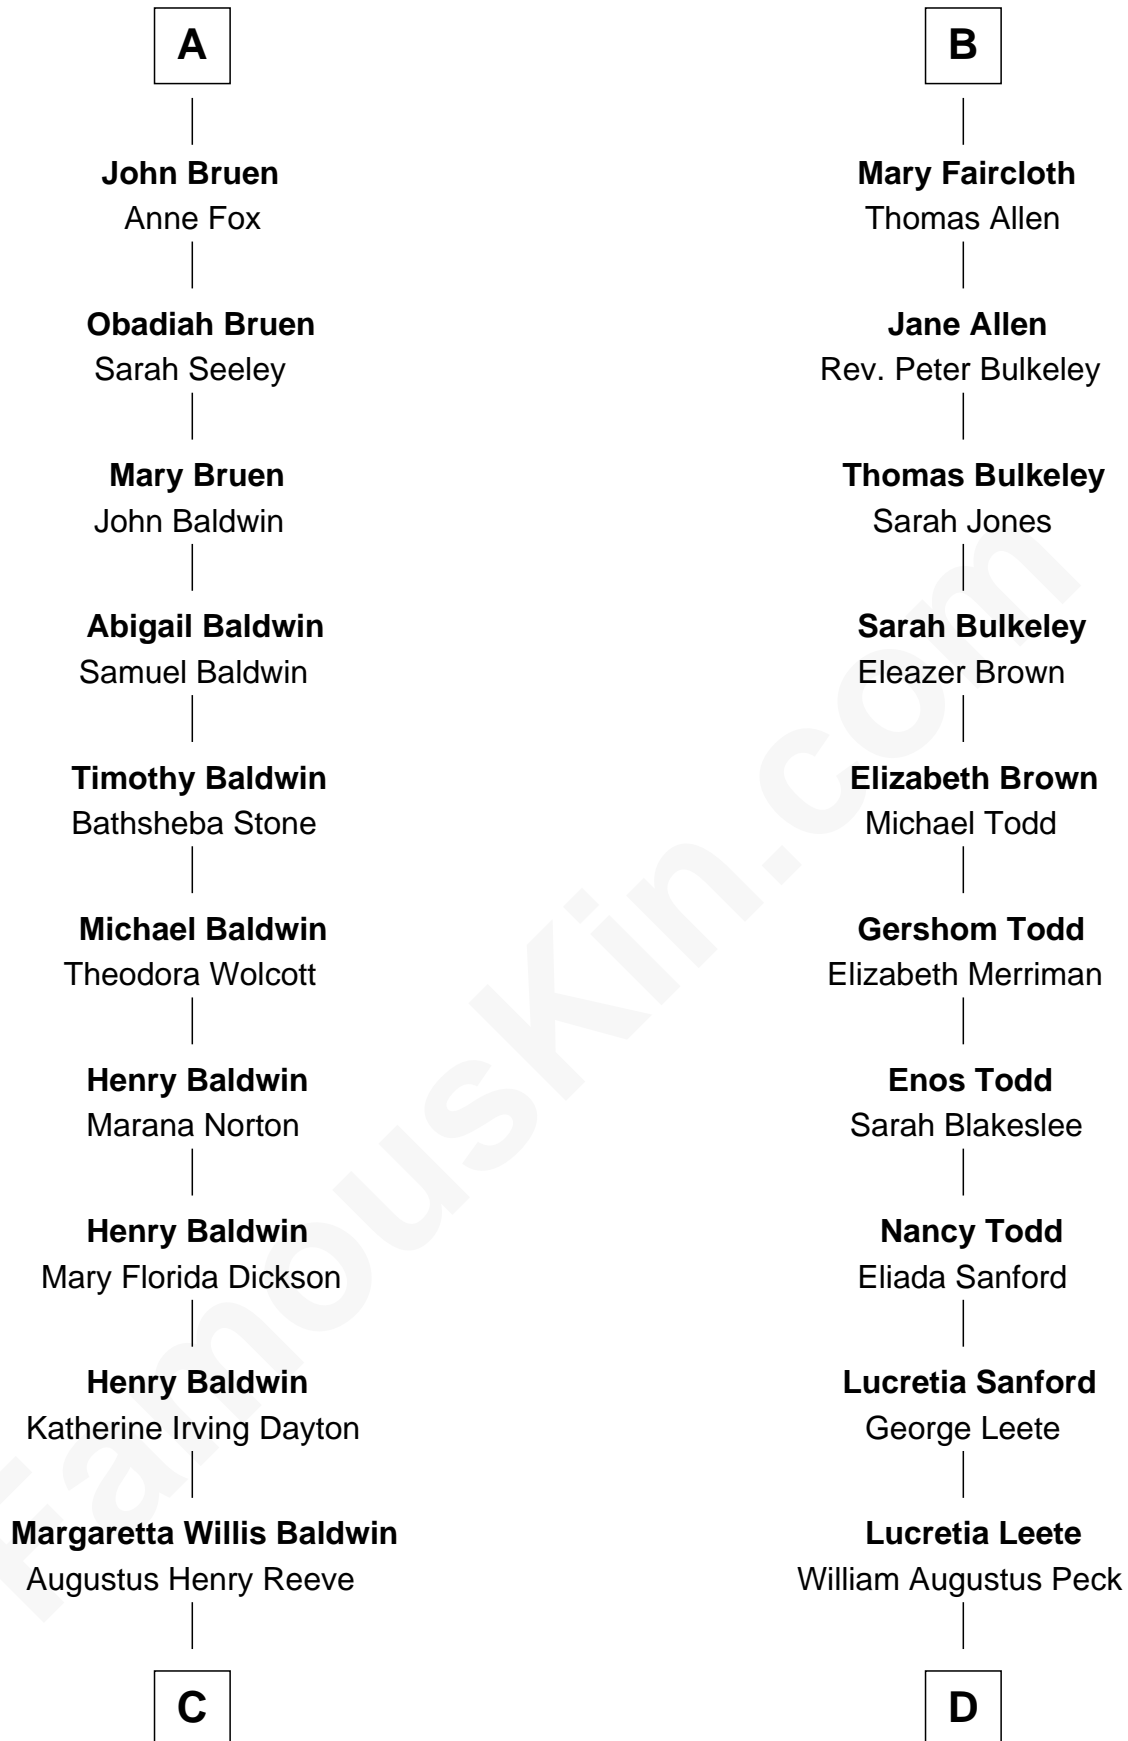 A
John Bruen
Anne Fox
Obadiah Bruen
Sarah Seeley
Mary Bruen
John Baldwin
Abigail Baldwin
Samuel Baldwin
Timothy Baldwin
Bathsheba Stone
Michael Baldwin
Theodora Wolcott
Henry Baldwin
Marana Norton
Henry Baldwin
Mary Florida Dickson
Henry Baldwin
Katherine Irving Dayton
Margaretta Willis Baldwin
Augustus Henry Reeve
C
B
Mary Faircloth
Thomas Allen
Jane Allen
Rev. Peter Bulkeley
Thomas Bulkeley
Sarah Jones
Sarah Bulkeley
Eleazer Brown
Elizabeth Brown
Michael Todd
Gershom Todd
Elizabeth Merriman
Enos Todd
Sarah Blakeslee
Nancy Todd
Eliada Sanford
Lucretia Sanford
George Leete
Lucretia Leete
William Augustus Peck
D
FamousKin.com